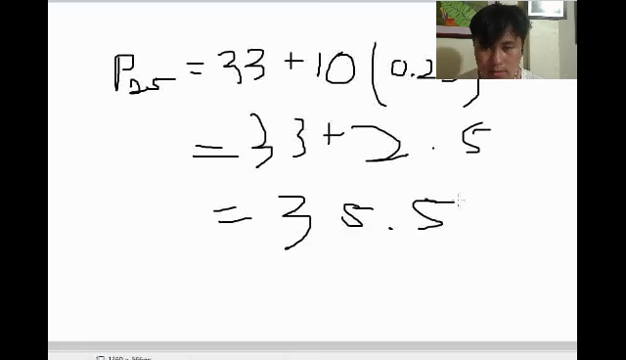 P25 = 33 + 10 (0.25)
= 33 + 2.5
= 35.5